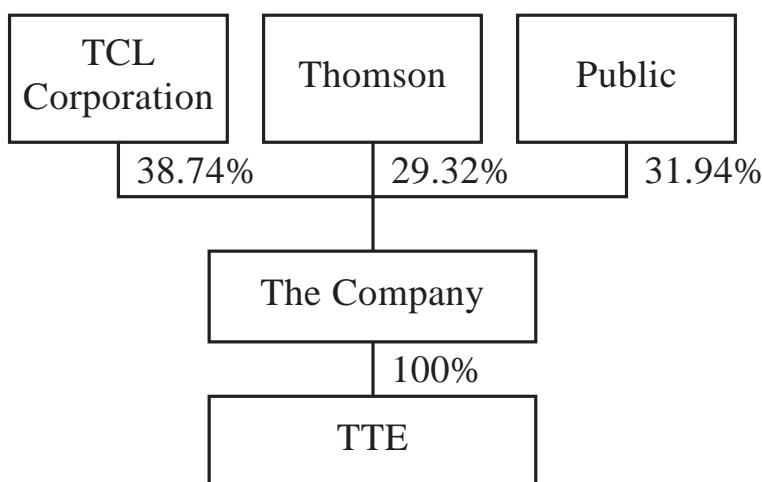 TCL
Corporation
Thomson
Public
38.74%
29.32%
31.94%
The Company
100%
TTE